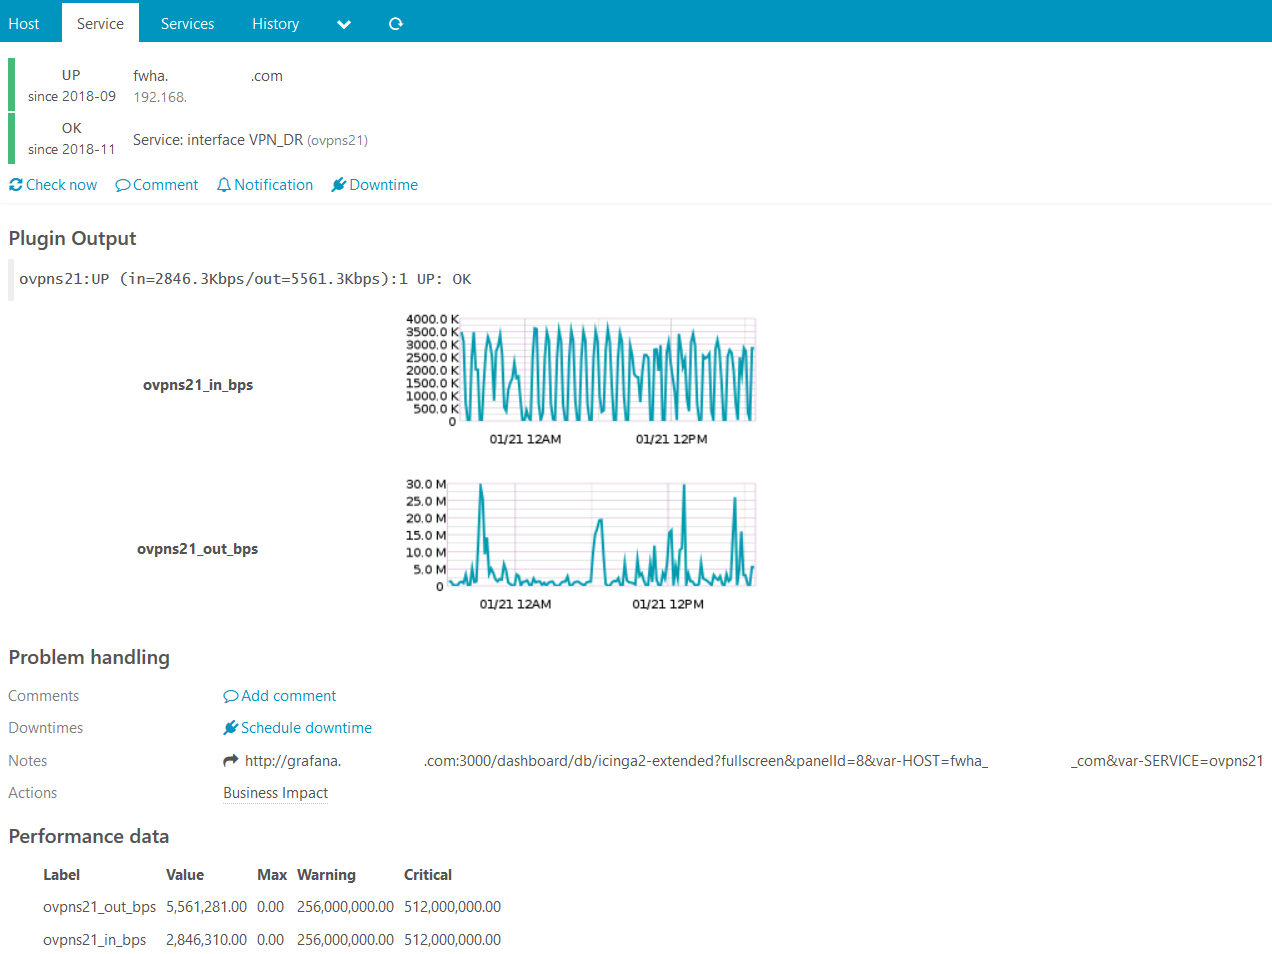 Host Service Services History
UP fwha. .com
since 2018-09 192.168.
OK
since 2018-11 Service: interface VPN_DR (ovpns21)
Check now Comment Notification Downtime
Plugin Output
ovpns21:UP (in=2846.3Kbps/out=5561.3Kbps):1 UP: OK
ovpns21_in_bps
4000.0 K
3500.0 K
3000.0 K
2500.0 K
2000.0 K
1500.0 K
1000.0 K
500.0 K
0
01/21 12AM 01/21 12PM
ovpns21_out_bps
30.0 M
25.0 M
20.0 M
15.0 M
10.0 M
5.0 M
0
01/21 12AM 01/21 12PM
Problem handling
Comments Add comment
Downtimes Schedule downtime
Notes http://grafana. .com:3000/dashboard/db/icinga2-extended?fullscreen&panelId=8&var-HOST=fwha_ _com&var-SERVICE=ovpns21
Actions Business Impact
Performance data
Label Value Max Warning Critical
ovpns21_out_bps 5,561,281.00 0.00 256,000,000.00 512,000,000.00
ovpns21_in_bps 2,846,310.00 0.00 256,000,000.00 512,000,000.00